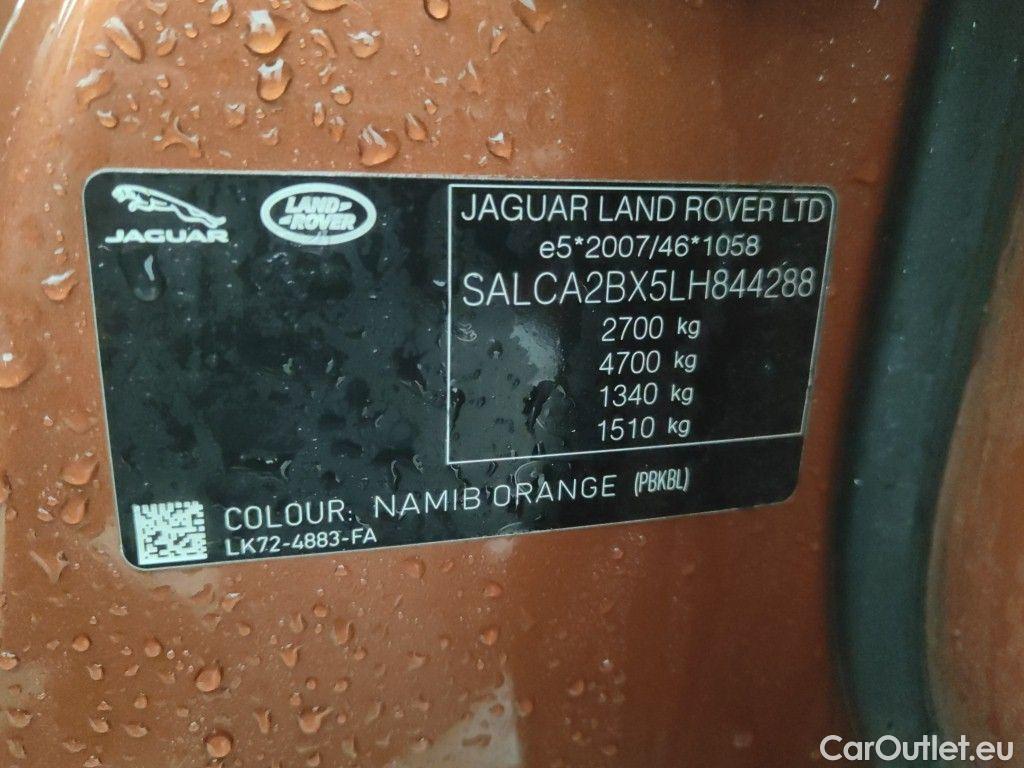 JAGUAR
LAND
ROVER
JAGUAR LAND ROVER LTD
e5*2007/46*1058
SALCA2BX5LH844288
2700 kg
4700 kg
1340 kg
1510 kg
COLOUR: NAMIB ORANGE (PBKBL)
LK72-4883-FA
CarOutlet.eu